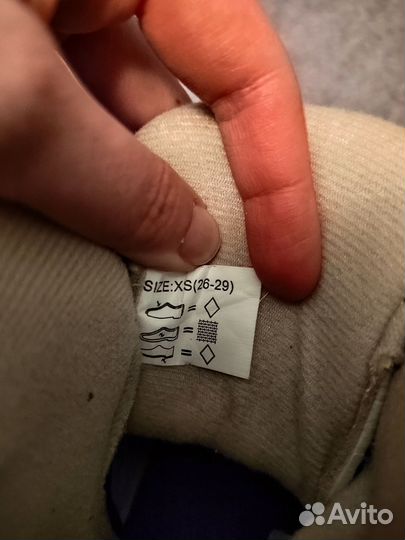 SIZE:XS(26-29)
=
=
=
Avito